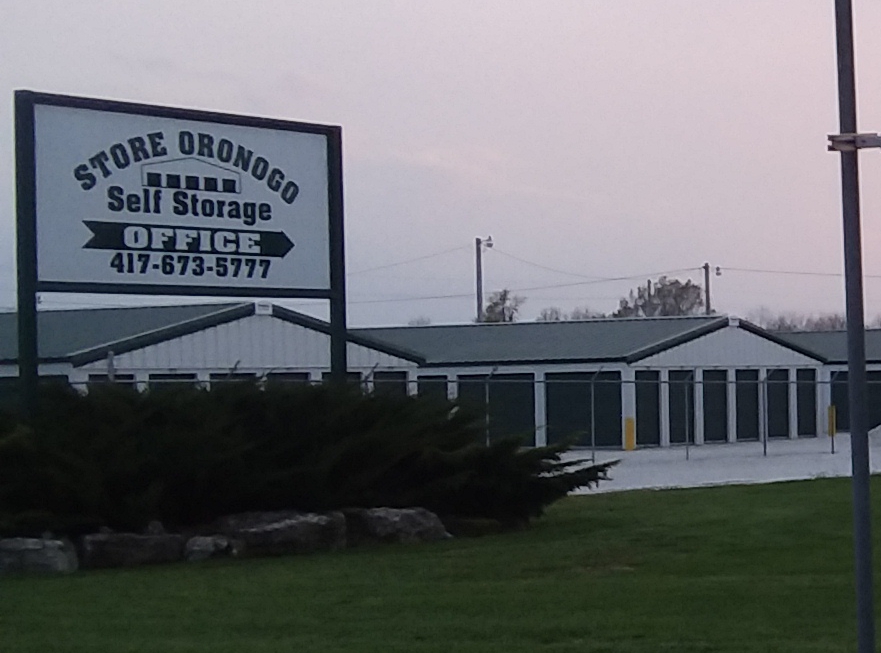 STORE ORONOGO
Self Storage
OFFICE
417-673-5777